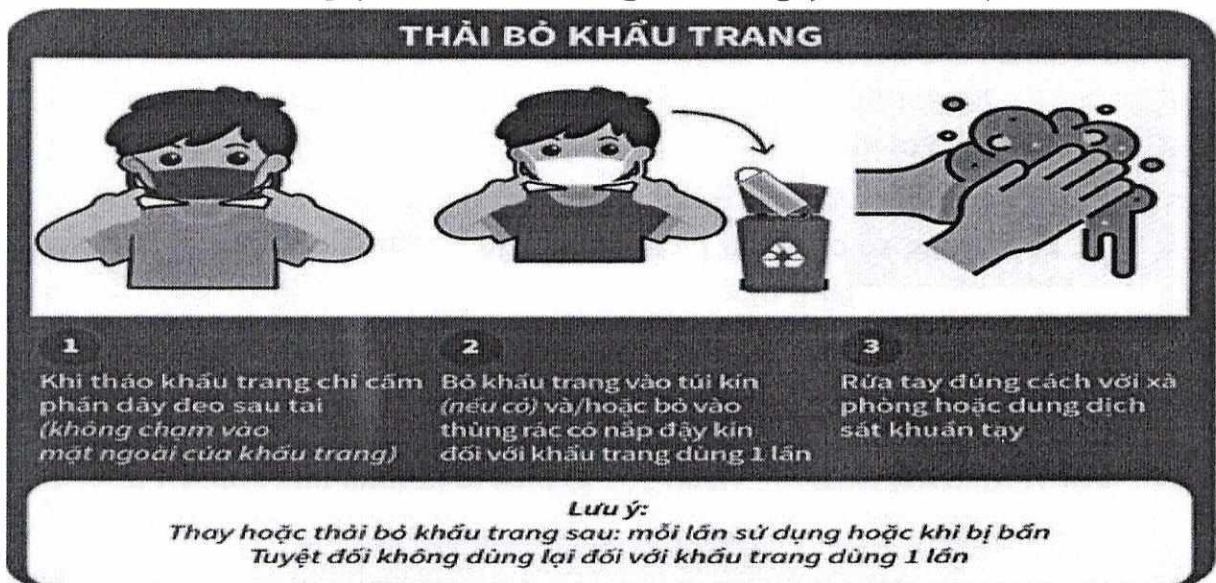 THẢI BỎ KHẨU TRANG
1
Khi tháo khẩu trang chỉ cầm
phần dây đeo sau tai
(không chạm vào
mặt ngoài của khẩu trang)
2
Bỏ khẩu trang vào túi kín
(nếu có) và/hoặc bỏ vào
thùng rác có nắp đậy kín
đối với khẩu trang dùng 1 lần
3
Rửa tay đúng cách với xà
phòng hoặc dung dịch
sát khuẩn tay
Lưu ý:
Thay hoặc thải bỏ khẩu trang sau: mỗi lần sử dụng hoặc khi bị bẩn
Tuyệt đối không dùng lại đối với khẩu trang dùng 1 lần